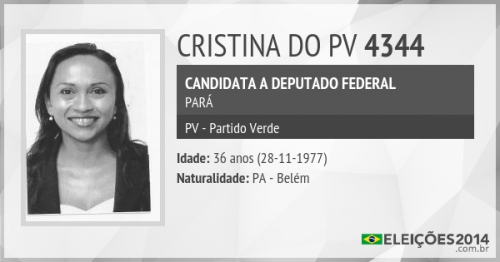 CRISTINA DO PV 4344
CANDIDATA A DEPUTADO FEDERAL
PARÁ
PV - Partido Verde
Idade: 36 anos (28-11-1977)
Naturalidade: PA - Belém
ELEIÇÕES2014
.com.br